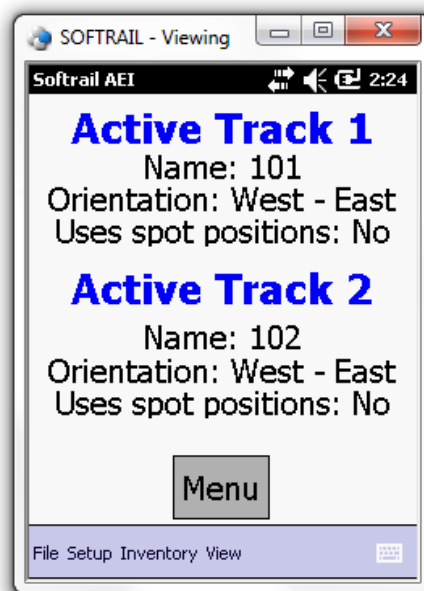 SOFTRAIL - Viewing
Softrail AEI 2:24
Active Track 1
Name: 101
Orientation: West - East
Uses spot positions: No
Active Track 2
Name: 102
Orientation: West - East
Uses spot positions: No
Menu
File Setup Inventory View